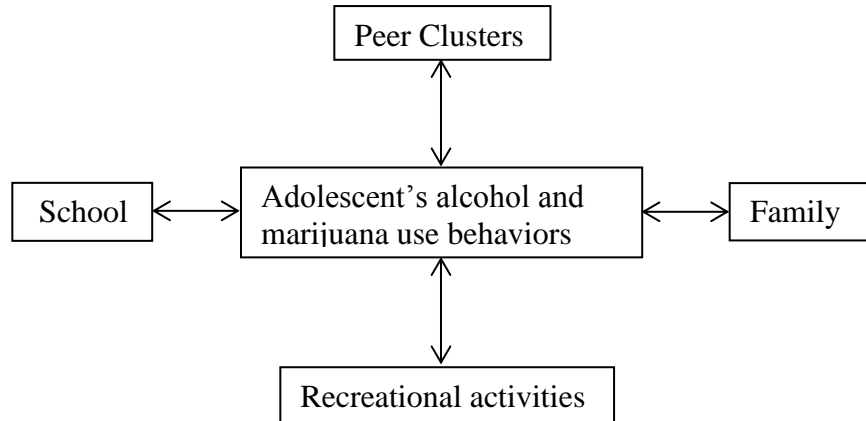 Peer Clusters
School
Adolescent’s alcohol and
marijuana use behaviors
Family
Recreational activities